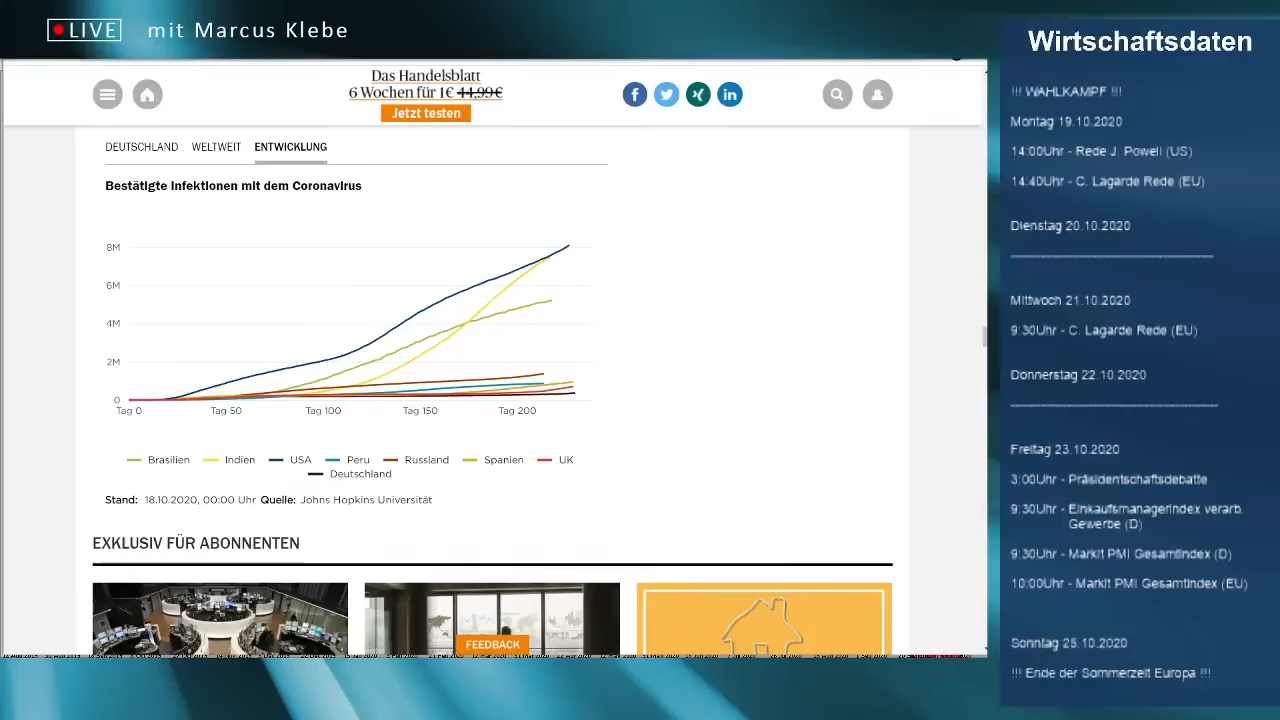 LIVE mit Marcus Klebe
Das Handelsblatt
6 Wochen für 1€ 44,99€
Jetzt testen
DEUTSCHLAND WELTWEIT ENTWICKLUNG
Bestätigte Infektionen mit dem Coronavirus
8M
6M
4M
2M
0
Tag 0 Tag 50 Tag 100 Tag 150 Tag 200
Brasilien Indien USA Peru Russland Spanien UK
Deutschland
Stand: 18.10.2020, 00:00 Uhr Quelle: Johns Hopkins Universität
EXKLUSIV FÜR ABONNENTEN
FEEDBACK
Wirtschaftsdaten
!!! WAHLKAMPF !!!
Montag 19.10.2020
14:00Uhr - Rede J. Powell (US)
14:40Uhr - C. Lagarde Rede (EU)
Dienstag 20.10.2020
Mittwoch 21.10.2020
9:30Uhr - C. Lagarde Rede (EU)
Donnerstag 22.10.2020
Freitag 23.10.2020
3:00Uhr - Präsidentschaftsdebatte
9:30Uhr - Einkaufsmanagerindex verarb.
Gewerbe (D)
9:30Uhr - Markit PMI Gesamtindex (D)
10:00Uhr - Markit PMI Gesamtindex (EU)
Sonntag 25.10.2020
!!! Ende der Sommerzeit Europa !!!